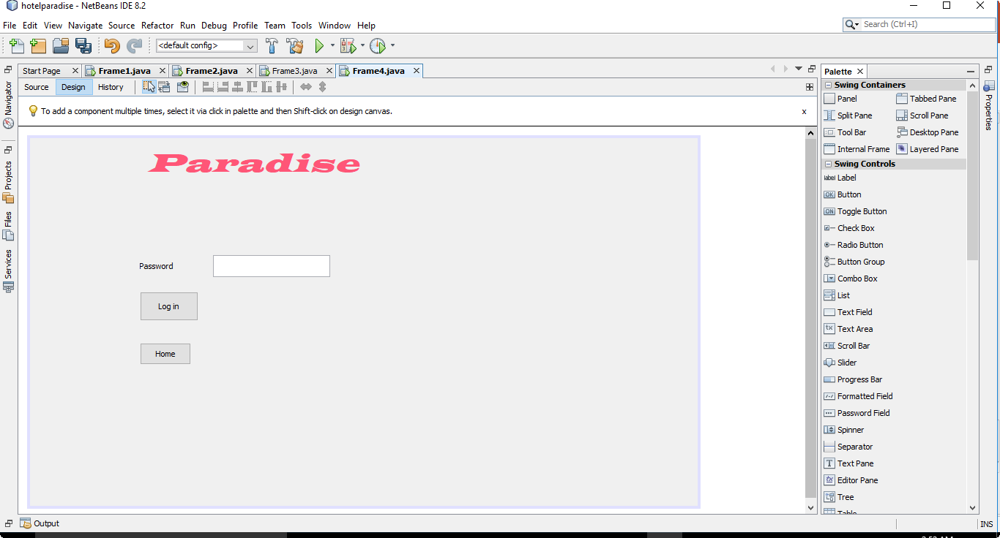 hotelparadise - NetBeans IDE 8.2
File Edit View Navigate Source Refactor Run Debug Profile Team Tools Window Help
Search (Ctrl+I)
<default config>
Start Page Frame1.java Frame2.java Frame3.java Frame4.java
Source Design History
To add a component multiple times, select it via click in palette and then Shift-click on design canvas.
x
Navigator
Projects
Files
Services
Paradise
Password
Log in
Home
Palette
Swing Containers
Panel Tabbed Pane
Split Pane Scroll Pane
Tool Bar Desktop Pane
Internal Frame Layered Pane
Swing Controls
label Label
OK Button
ON Toggle Button
Check Box
Radio Button
Button Group
Combo Box
List
Text Field
Text Area
Scroll Bar
Slider
Progress Bar
Formatted Field
Password Field
Spinner
Separator
Text Pane
Editor Pane
Tree
Table
Properties
Output
INS